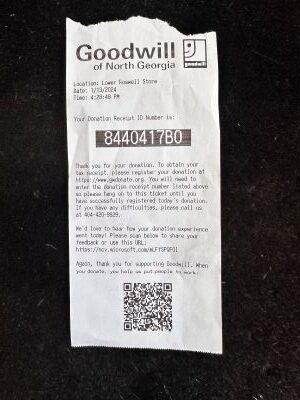 Goodwill
of North Georgia
goodwill
Location: Lower Roswell Store
Date: 1/13/2024
Time: 4:20:49 PM
Your Donation Receipt ID Number is:
8440417B0
Thank you for your donation. To obtain your
tax receipt, please register your donation at
https://www.gwdonate.org. You will need to
enter the donation receipt number listed above
so please hang on to this ticket until you
have successfully registered today's donation.
If you have any difficulties, please call us
at 404-420-9929.
We'd love to hear how your donation experience
went today! Please scan below to share your
feedback or use this URL:
Again, thank you for supporting Goodwill. When
you donate, you help us put people to work!